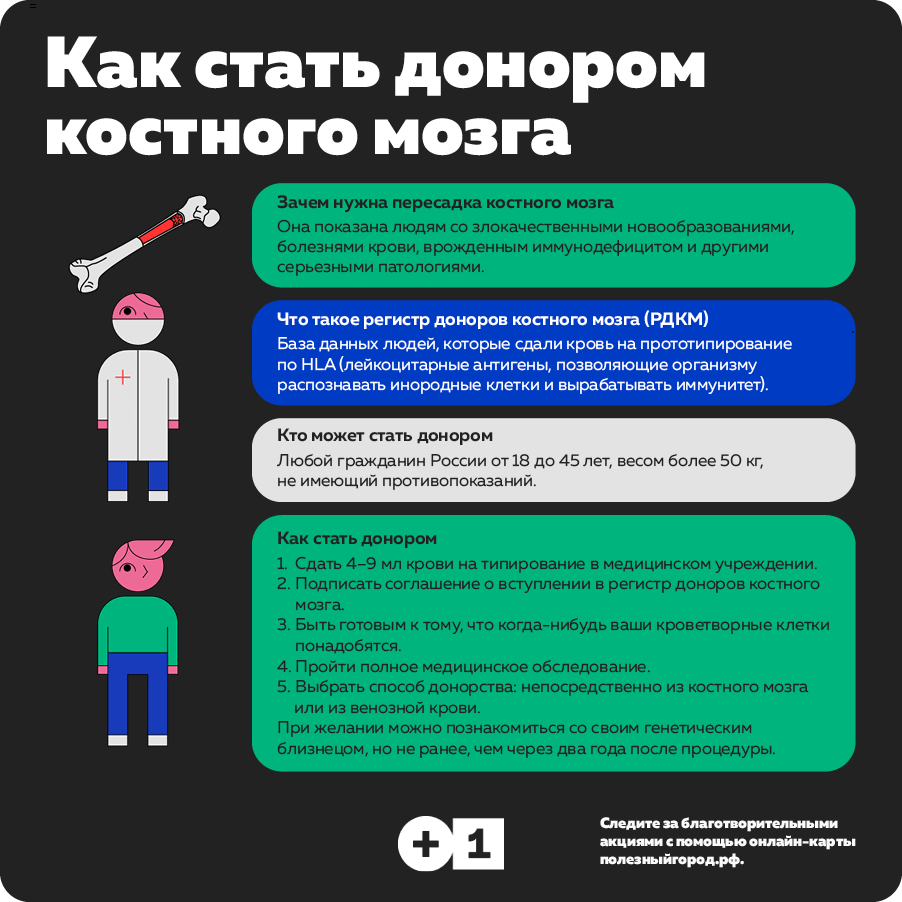 Как стать донором
костного мозга
Зачем нужна пересадка костного мозга
Она показана людям со злокачественными новообразованиями,
болезнями крови, врожденным иммунодефицитом и другими
серьезными патологиями.
Что такое регистр доноров костного мозга (РДКМ)
База данных людей, которые сдали кровь на прототипирование
по HLA (лейкоцитарные антигены, позволяющие организму
распознавать инородные клетки и вырабатывать иммунитет).
Кто может стать донором
Любой гражданин России от 18 до 45 лет, весом более 50 кг,
не имеющий противопоказаний.
Как стать донором
1. Сдать 4–9 мл крови на типирование в медицинском учреждении.
2. Подписать соглашение о вступлении в регистр доноров костного
мозга.
3. Быть готовым к тому, что когда-нибудь ваши кроветворные клетки
понадобятся.
4. Пройти полное медицинское обследование.
5. Выбрать способ донорства: непосредственно из костного мозга
или из венозной крови.
При желании можно познакомиться со своим генетическим
близнецом, но не ранее, чем через два года после процедуры.
+1
Следите за благотворительными
акциями с помощью онлайн-карты
полезныйгород.рф.